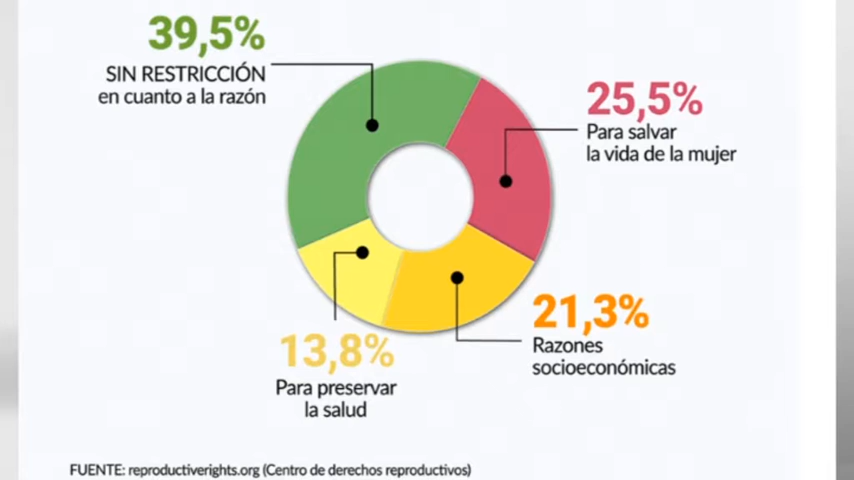 39,5%
SIN RESTRICCIÓN
en cuanto a la razón
25,5%
Para salvar
la vida de la mujer
21,3%
Razones
socioeconómicas
13,8%
Para preservar
la salud
FUENTE: reproductiverights.org (Centro de derechos reproductivos)